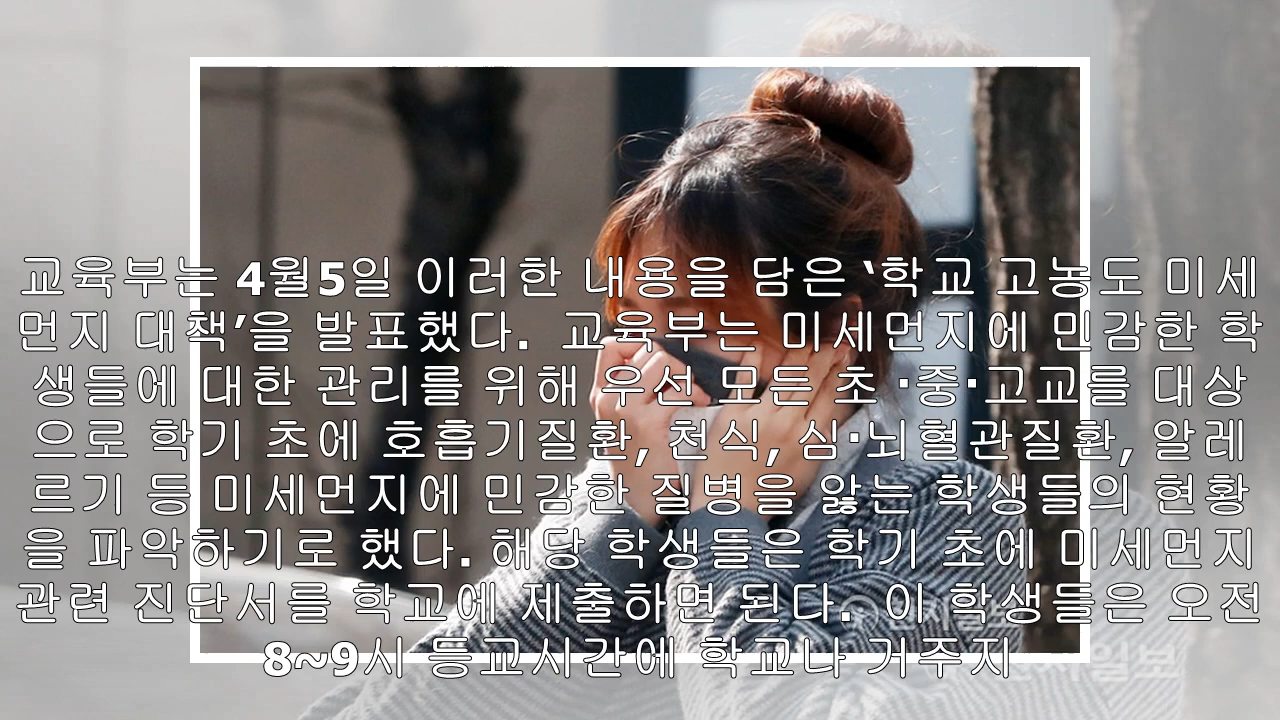 교육부는 4월5일 이러한 내용을 담은 ‘학교 고농도 미세
먼지 대책’을 발표했다. 교육부는 미세먼지에 민감한 학
생들에 대한 관리를 위해 우선 모든 초 ·중·고교를 대상
으로 학기 초에 호흡기질환, 천식, 심·뇌혈관질환, 알레
르기 등 미세먼지에 민감한 질병을 앓는 학생들의 현황
을 파악하기로 했다. 해당 학생들은 학기 초에 미세먼지
관련 진단서를 학교에 제출하면 된다. 이 학생들은 오전
8~9시 등교시간에 학교나 거주지
일보